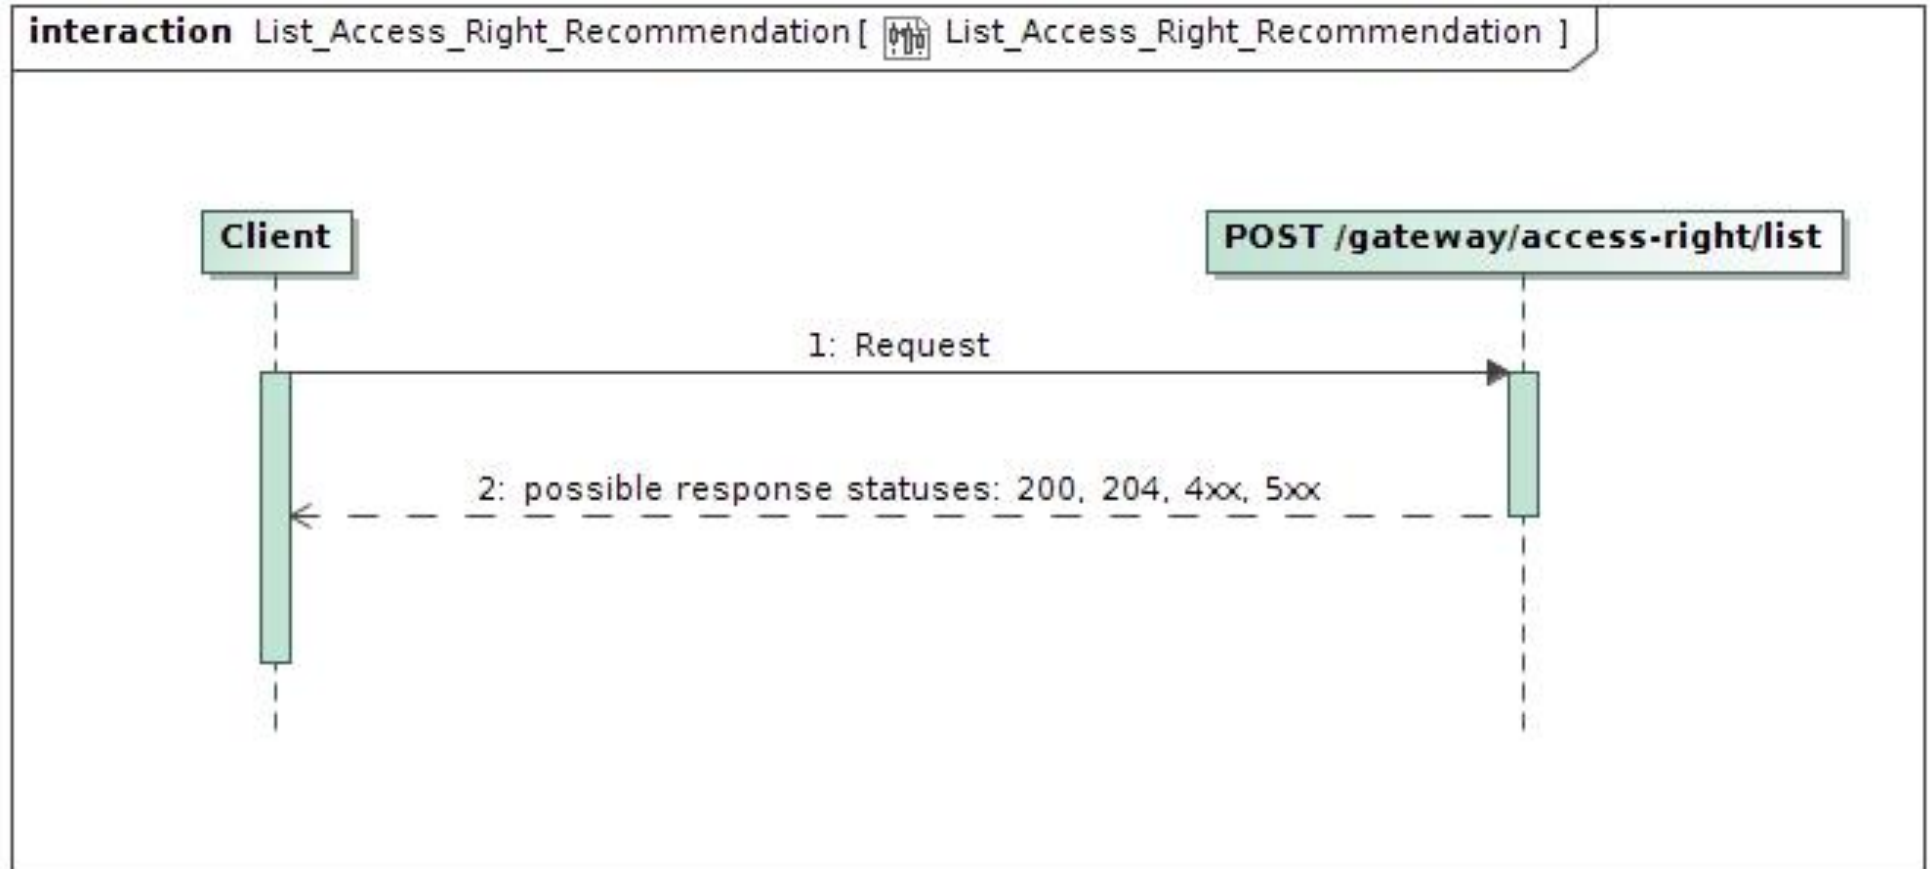 interaction List_Access_Right_Recommendation[ List_Access_Right_Recommendation ]
Client
POST /gateway/access-right/list
1: Request
2: possible response statuses: 200, 204, 4xx, 5xx